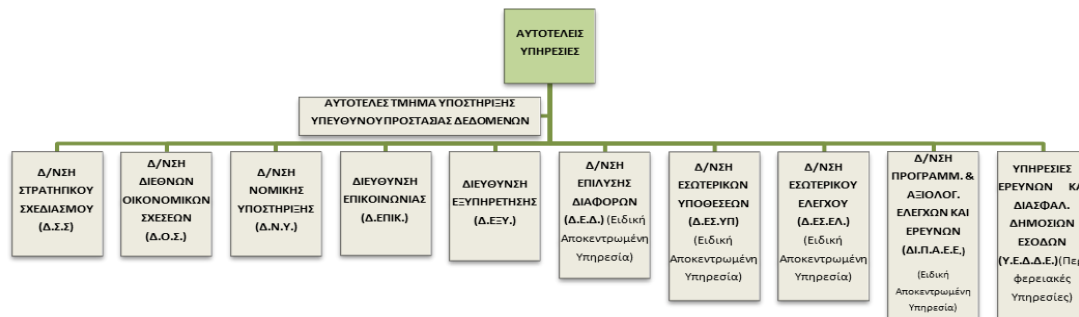 ΑΥΤΟΤΕΛΕΙΣ
ΥΠΗΡΕΣΙΕΣ
ΑΥΤΟΤΕΛΕΣ ΤΜΗΜΑ ΥΠΟΣΤΗΡΙΞΗΣ
ΥΠΕΥΘΥΝΟΥ ΠΡΟΣΤΑΣΙΑΣ ΔΕΔΟΜΕΝΩΝ
Δ/ΝΣΗ
ΣΤΡΑΤΗΓΙΚΟΥ
ΣΧΕΔΙΑΣΜΟΥ
(Δ.Σ.Σ)
Δ/ΝΣΗ
ΔΙΕΘΝΩΝ
ΟΙΚΟΝΟΜΙΚΩΝ
ΣΧΕΣΕΩΝ
(Δ.Ο.Σ.)
Δ/ΝΣΗ
ΝΟΜΙΚΗΣ
ΥΠΟΣΤΗΡΙΞΗΣ
(Δ.Ν.Υ.)
ΔΙΕΥΘΥΝΣΗ
ΕΠΙΚΟΙΝΩΝΙΑΣ
(Δ.ΕΠΙΚ.)
ΔΙΕΥΘΥΝΣΗ
ΕΞΥΠΗΡΕΤΗΣΗΣ
(Δ.ΕΞΥ.)
Δ/ΝΣΗ
ΕΠΙΛΥΣΗΣ
ΔΙΑΦΟΡΩΝ
(Δ.Ε.Δ.) (Ειδική
Αποκεντρωμένη
Υπηρεσία)
Δ/ΝΣΗ
ΕΣΩΤΕΡΙΚΩΝ
ΥΠΟΘΕΣΕΩΝ
(Δ.ΕΣ.ΥΠ)
(Ειδική
Αποκεντρωμένη
Υπηρεσία)
Δ/ΝΣΗ
ΕΣΩΤΕΡΙΚΟΥ
ΕΛΕΓΧΟΥ
(Δ.ΕΣ.ΕΛ.)
(Ειδική
Αποκεντρωμένη
Υπηρεσία)
Δ/ΝΣΗ
ΠΡΟΓΡΑΜΜ. &
ΑΞΙΟΛΟΓ.
ΕΛΕΓΧΩΝ ΚΑΙ
ΕΡΕΥΝΩΝ
(ΔΙ.Π.Α.Ε.Ε.)
(Ειδική
Αποκεντρωμένη
Υπηρεσία)
ΥΠΗΡΕΣΙΕΣ
ΕΡΕΥΝΩΝ
ΔΙΑΣΦΑΛ.
ΔΗΜΟΣΙΩΝ
ΕΣΟΔΩΝ
(Υ.Ε.Δ.Δ.Ε.)(Περ
φερειακές
Υπηρεσίες)